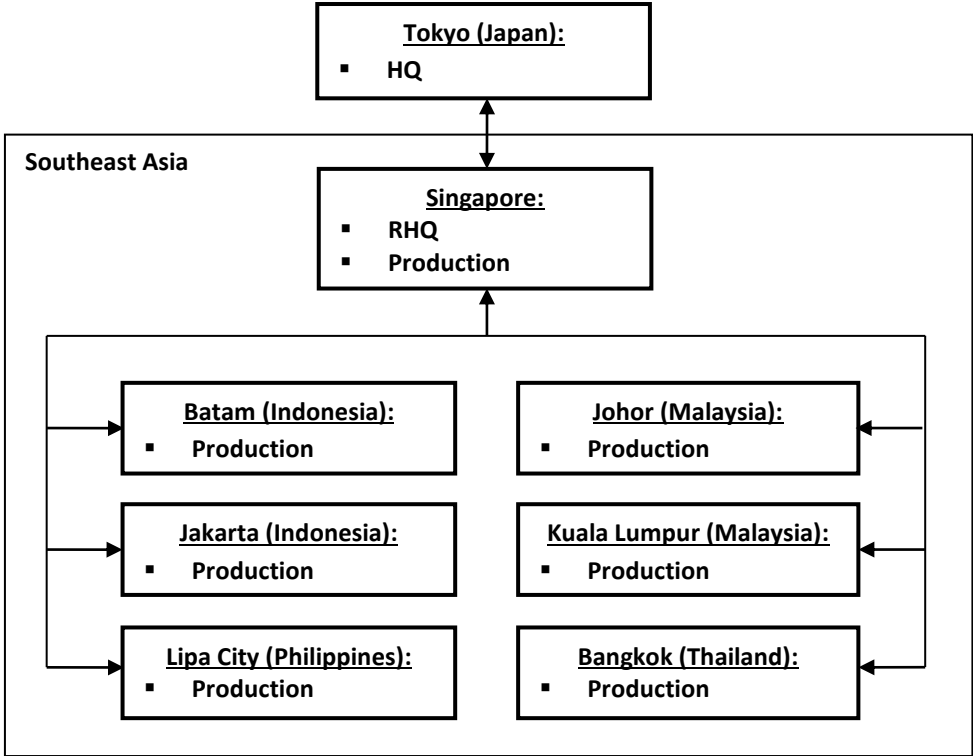 Tokyo (Japan):
▪ HQ
Southeast Asia
Singapore:
▪ RHQ
▪ Production
Batam (Indonesia):
▪ Production
Johor (Malaysia):
▪ Production
Jakarta (Indonesia):
▪ Production
Kuala Lumpur (Malaysia):
▪ Production
Lipa City (Philippines):
▪ Production
Bangkok (Thailand):
▪ Production